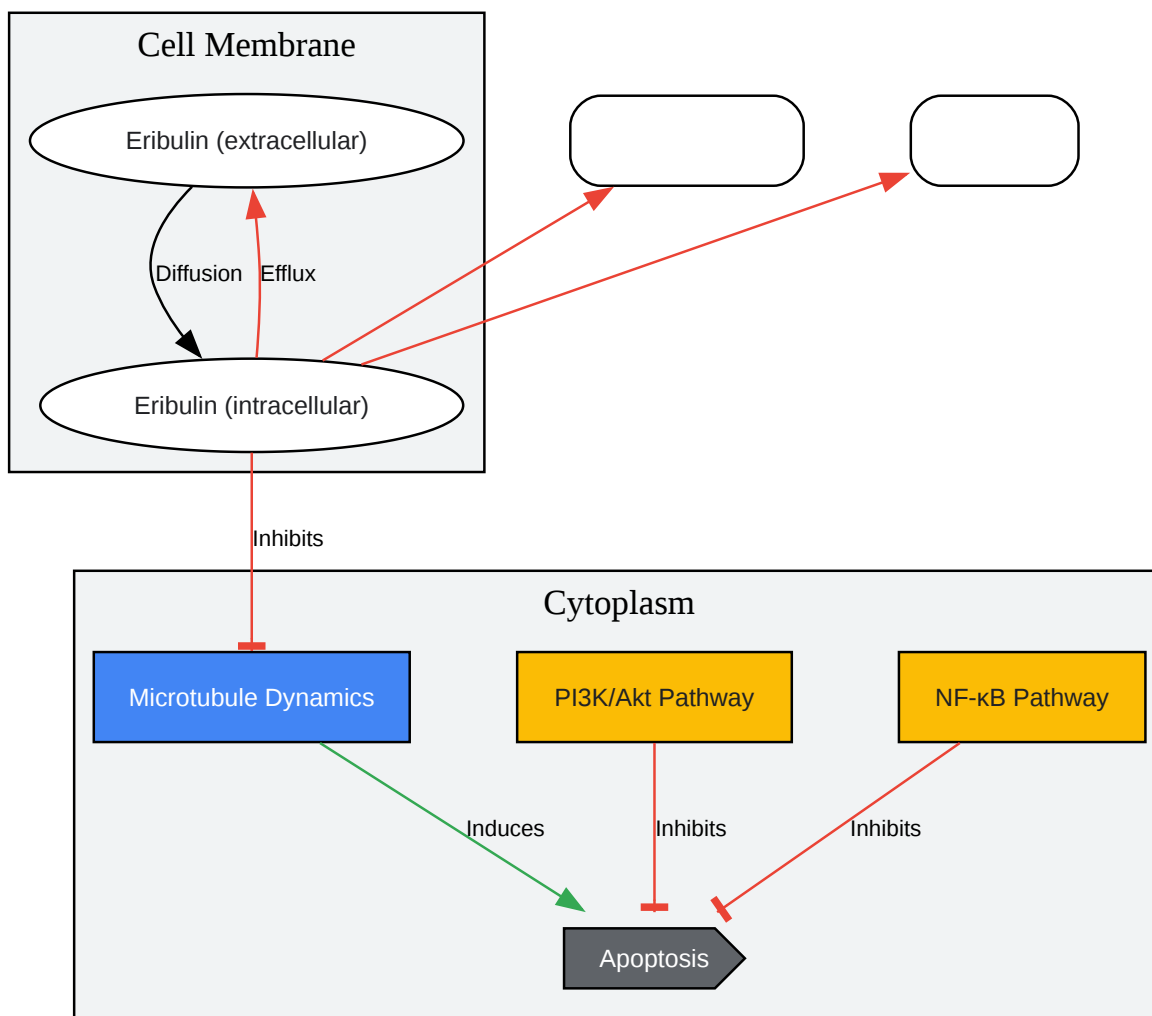 Cell Membrane
Eribulin (extracellular)
Diffusion
Efflux
Eribulin (intracellular)
Inhibits
Cytoplasm
Microtubule Dynamics
PI3K/Akt Pathway
NF-κB Pathway
Induces
Inhibits
Inhibits
Apoptosis